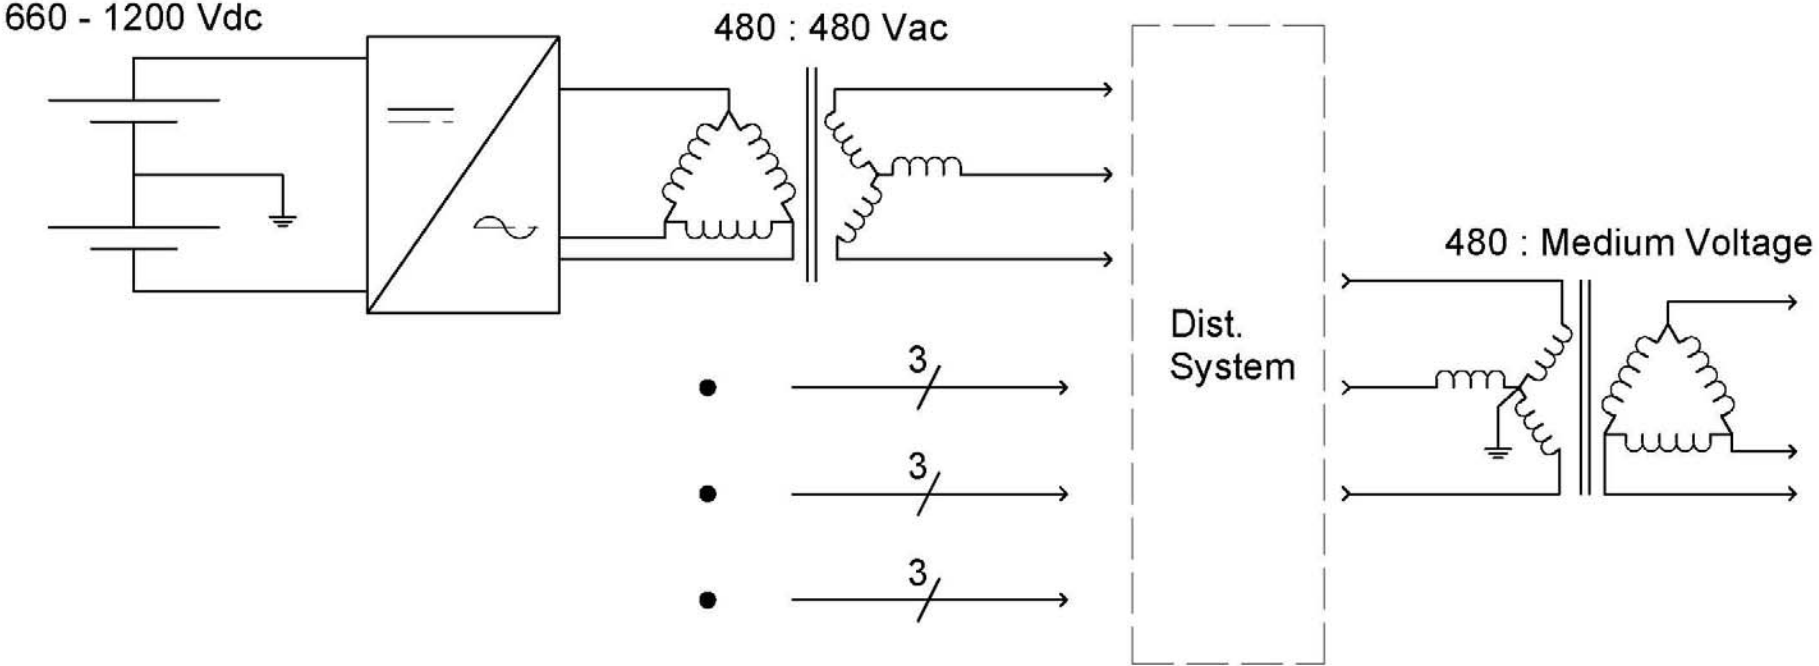 660 - 1200 Vdc
480 : 480 Vac
480 : Medium Voltage
Dist.
System
3
3
3